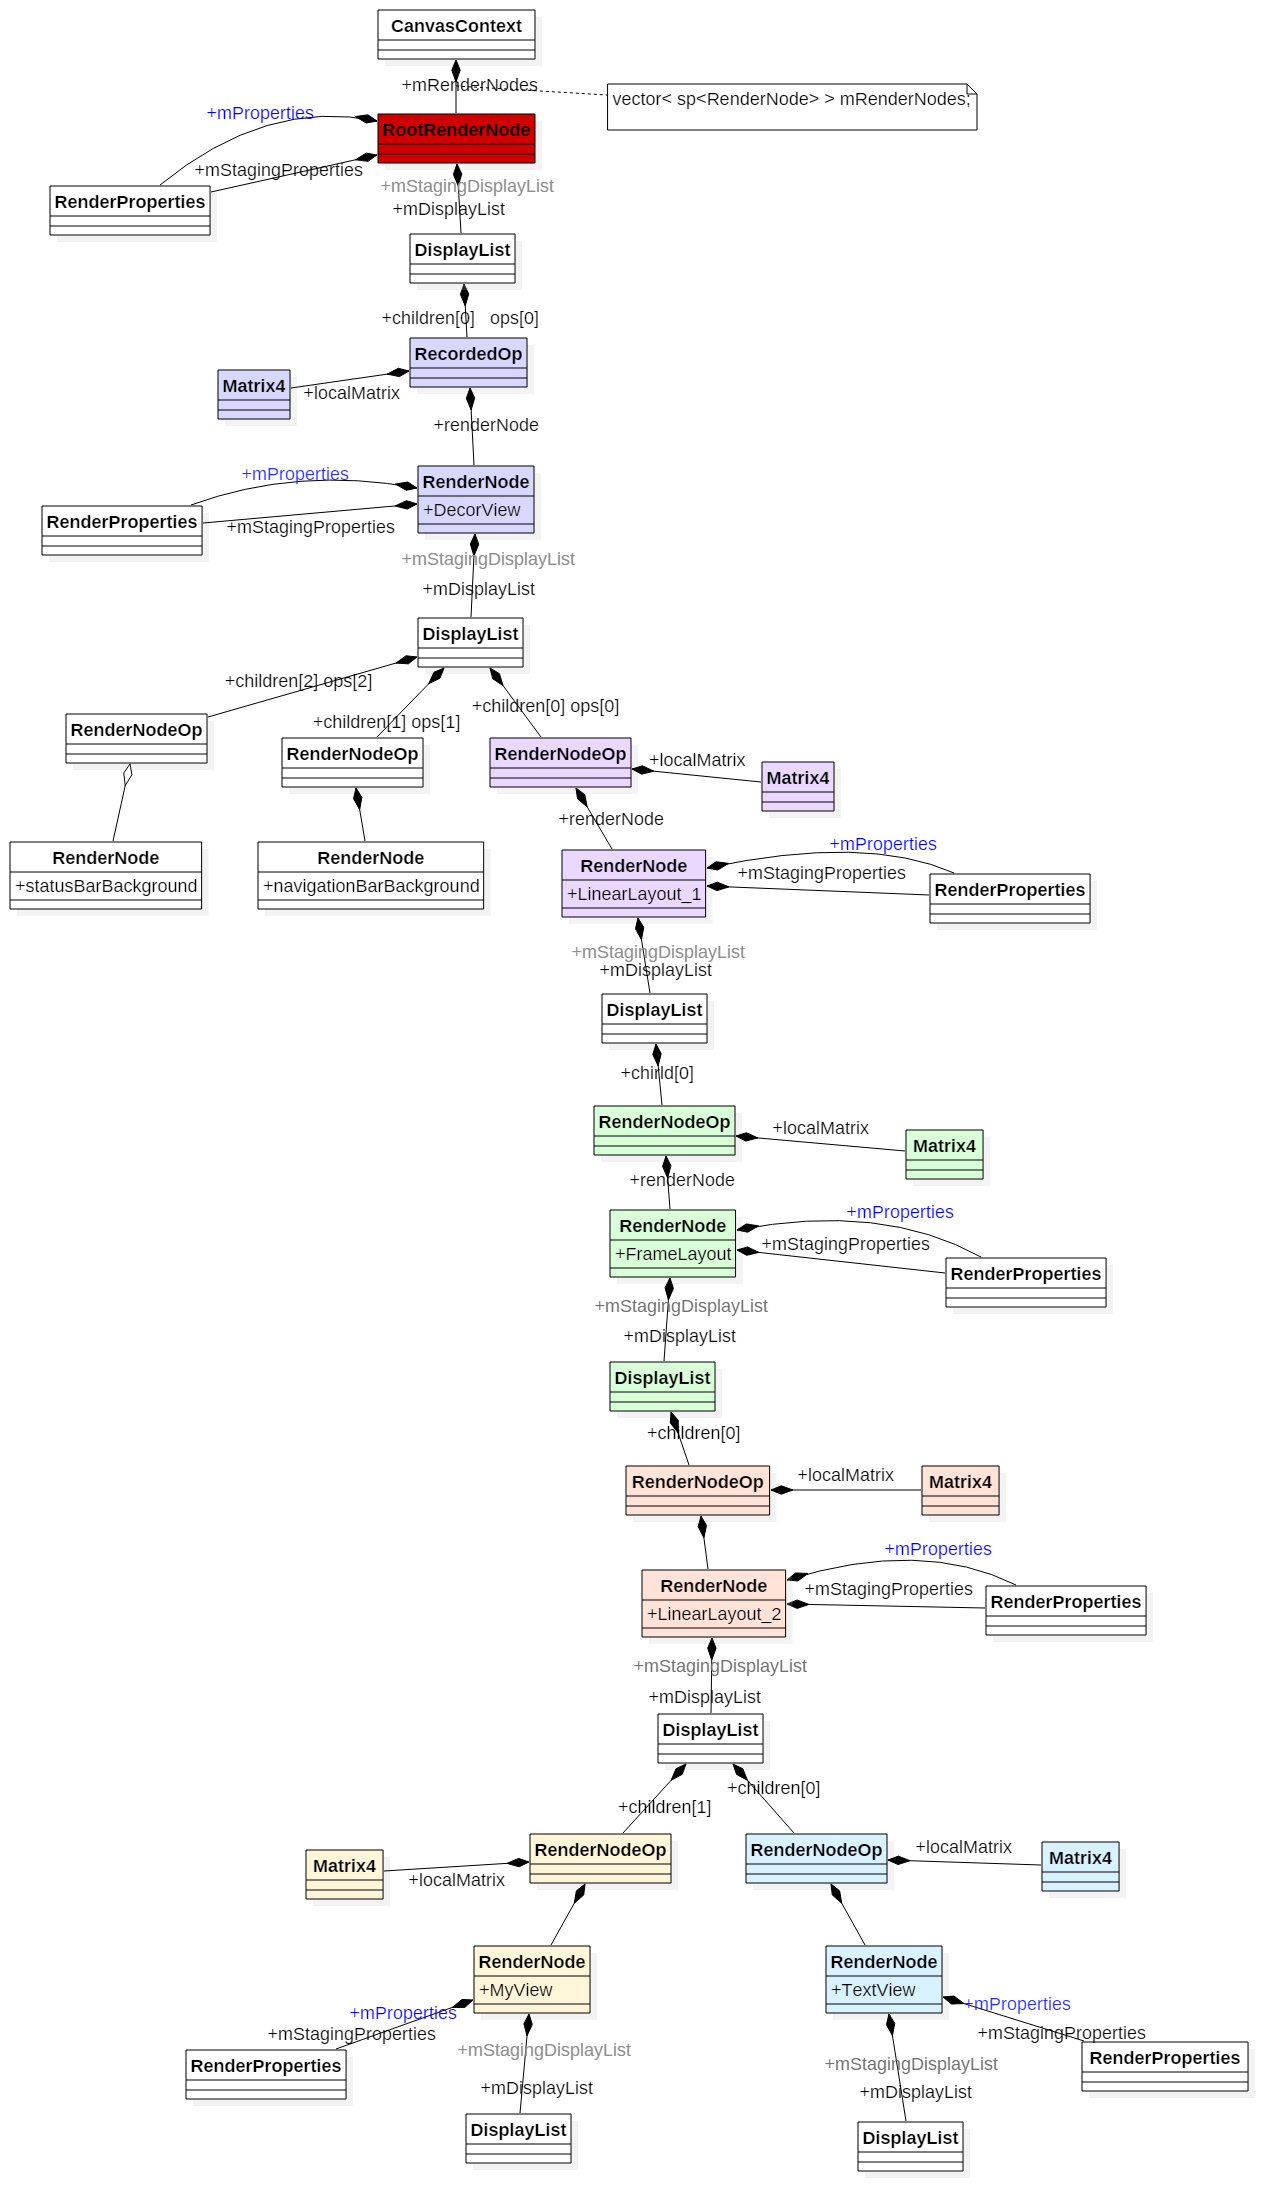 CanvasContext
+mRenderNodes
vector< sp<RenderNode> > mRenderNodes;
+mProperties
RootRenderNode
+mStagingProperties
+mStagingDisplayList
RenderProperties
+mDisplayList
DisplayList
+children[0] ops[0]
RecordedOp
Matrix4
+localMatrix
+renderNode
+mProperties
RenderNode
+DecorView
RenderProperties
+mStagingProperties
+mStagingDisplayList
+mDisplayList
DisplayList
+children[2] ops[2]
+children[0] ops[0]
+children[1] ops[1]
RenderNodeOp
RenderNodeOp
RenderNodeOp
+localMatrix
Matrix4
+renderNode
+mProperties
RenderNode
+statusBarBackground
RenderNode
+navigationBarBackground
RenderNode
+LinearLayout_1
+mStagingProperties
RenderProperties
+mStagingDisplayList
+mDisplayList
DisplayList
+chirld[0]
RenderNodeOp
+localMatrix
Matrix4
+renderNode
+mProperties
RenderNode
+FrameLayout
+mStagingProperties
RenderProperties
+mStagingDisplayList
+mDisplayList
DisplayList
+children[0]
RenderNodeOp
+localMatrix
Matrix4
+mProperties
RenderNode
+LinearLayout_2
+mStagingProperties
RenderProperties
+mStagingDisplayList
+mDisplayList
DisplayList
+children[0]
+children[1]
RenderNodeOp
RenderNodeOp
+localMatrix
Matrix4
Matrix4
+localMatrix
RenderNode
+MyView
RenderNode
+TextView
+mProperties
+mProperties
+mStagingProperties
+mStagingProperties
+mStagingDisplayList
+mStagingDisplayList
RenderProperties
RenderProperties
+mDisplayList
+mDisplayList
DisplayList
DisplayList